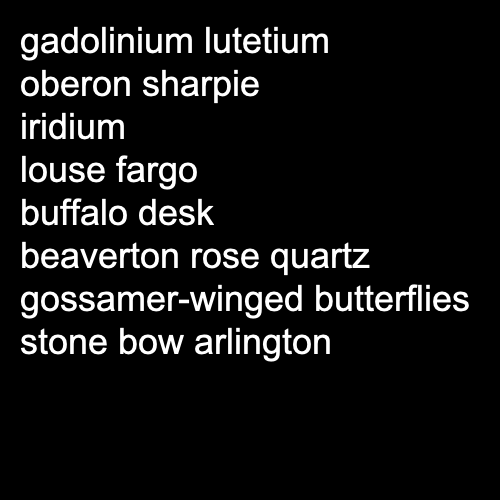 gadolinium lutetium
oberon sharpie
iridium
louse fargo
buffalo desk
beaverton rose quartz
gossamer-winged butterflies
stone bow arlington